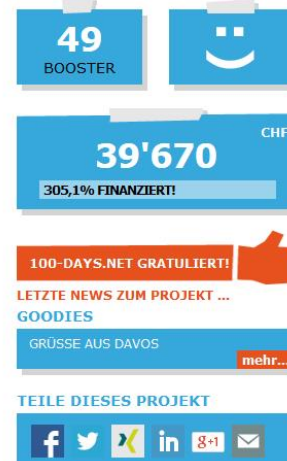 49
BOOSTER
CHF
39'670
305,1% FINANZIERT!
100-DAYS.NET GRATULIERT!
LETZTE NEWS ZUM PROJEKT ...
GOODIES
GRÜSSE AUS DAVOS
mehr...
TEILE DIESES PROJEKT
f in g+1